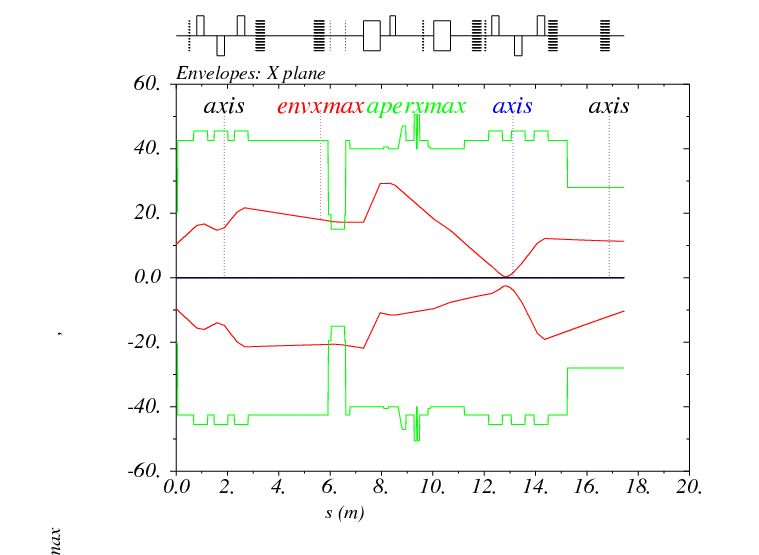 Envelopes: X plane
axis envxmax aperxmax axis axis
60.
40.
20.
0.0
-20.
-40.
-60.
0.0 2. 4. 6. 8. 10. 12. 14. 16. 18. 20.
s (m)
,
max